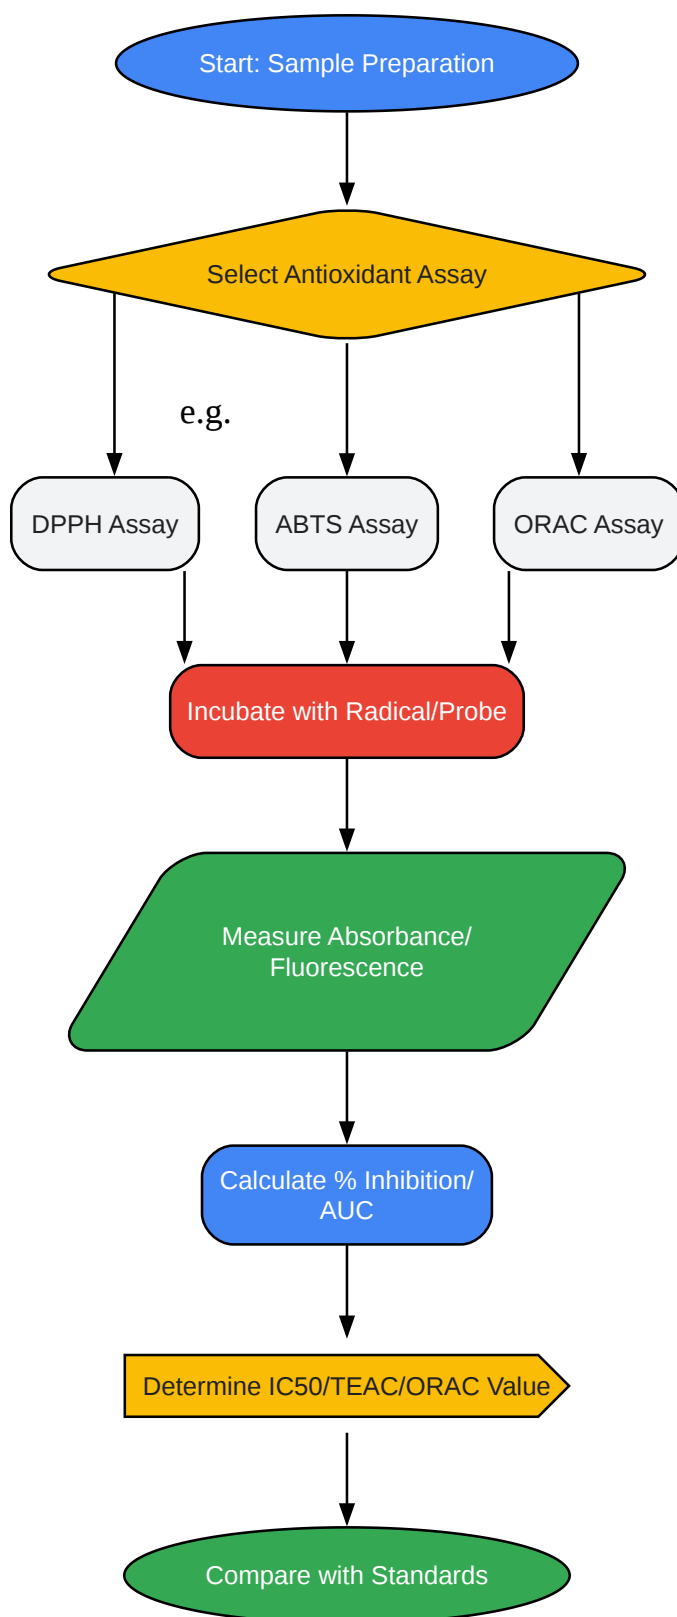 Start: Sample Preparation
Select Antioxidant Assay
e.g.
DPPH Assay
ABTS Assay
ORAC Assay
Incubate with Radical/Probe
Measure Absorbance/
Fluorescence
Calculate % Inhibition/
AUC
Determine IC50/TEAC/ORAC Value
Compare with Standards